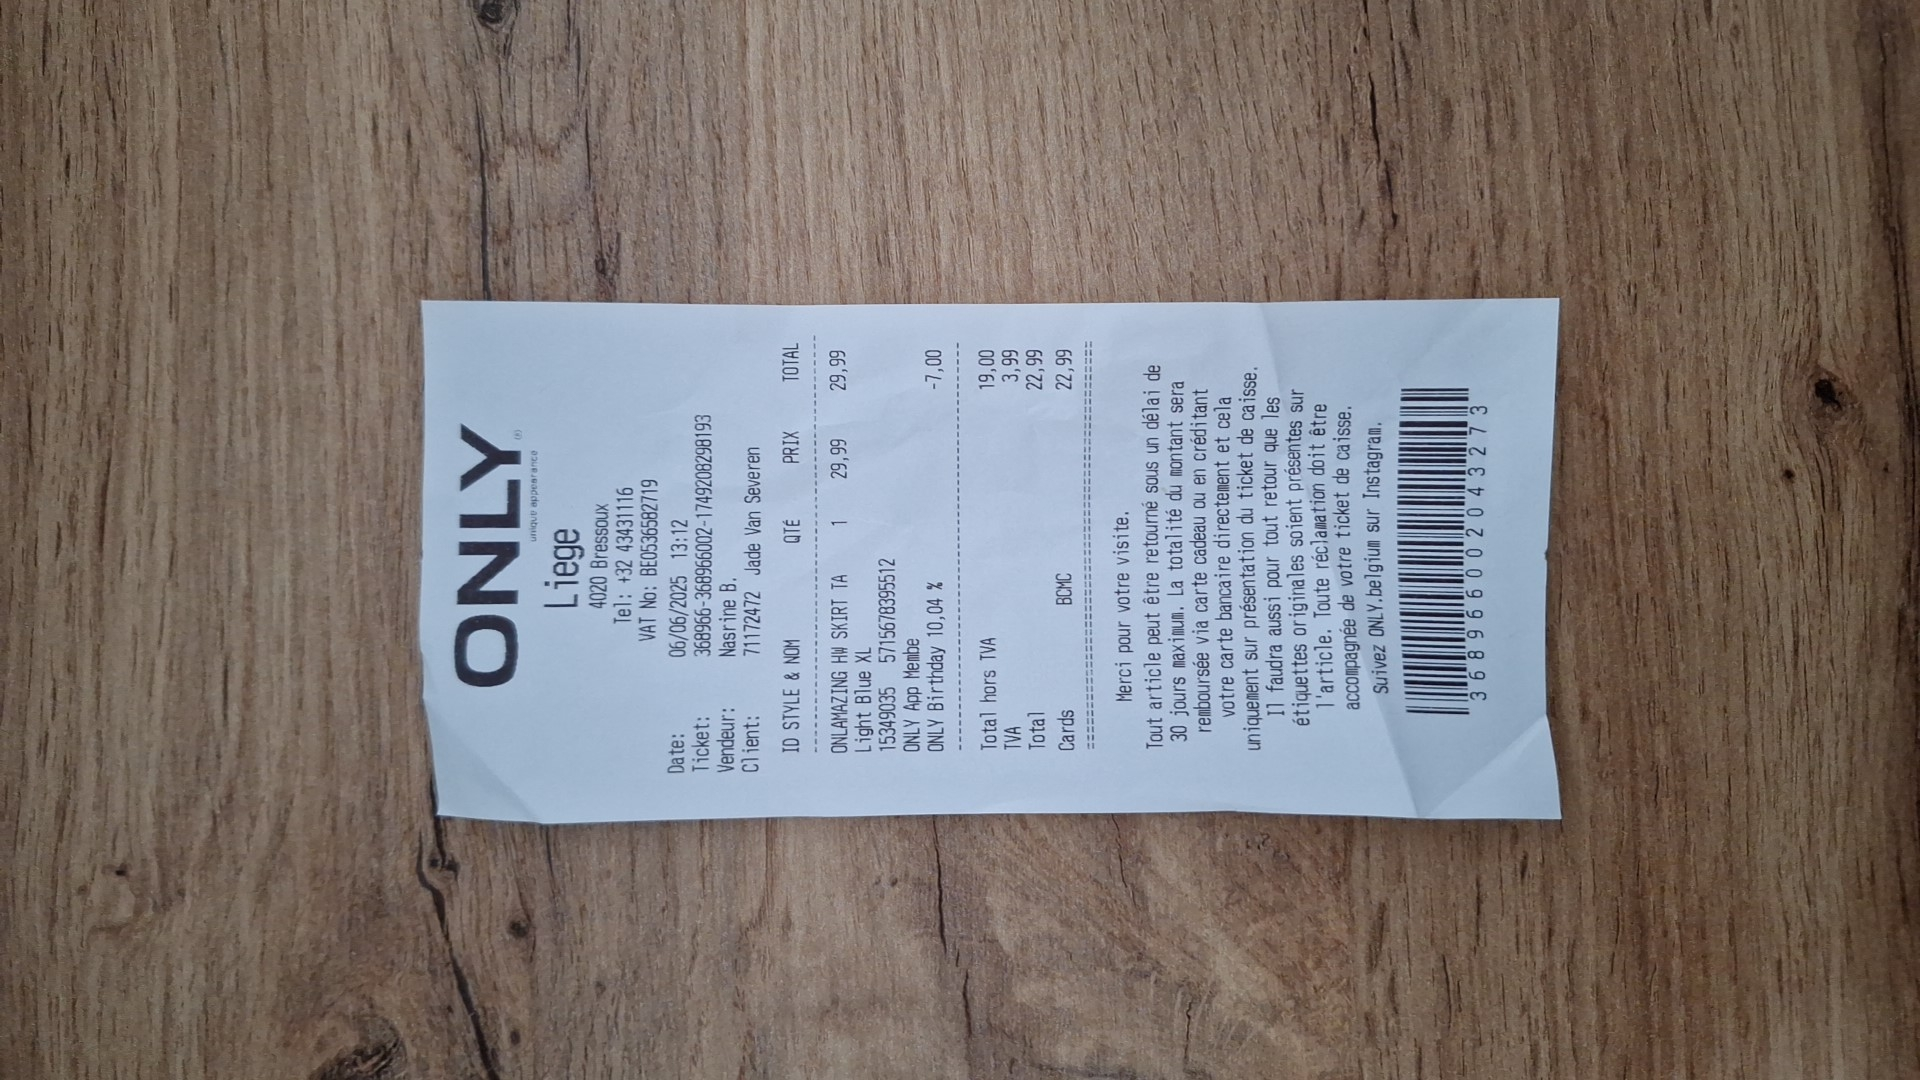 ONLY
unique appearance (R)
Liege
4020 Bressoux
Tel: +32 43431116
VAT No: BE0536582719
Date: 06/06/2025 13:12
Ticket: 368966-368966002-1749208298193
Vendeur: Nasrine B.
Client: 71172472 Jade Van Severen
ID STYLE & NOM QTÉ PRIX TOTAL
ONLAMAZING HW SKIRT TA 1 29,99 29,99
Light Blue XL
15349035 5715678395512
ONLY App Membe
ONLY Birthday 10,04 % -7,00
Total hors TVA 19,00
TVA 3,99
Total 22,99
Cards BCMC 22,99
Merci pour votre visite.
Tout article peut être retourné sous un délai de
30 jours maximum. La totalité du montant sera
remboursée via carte cadeau ou en créditant
votre carte bancaire directement et cela
uniquement sur présentation du ticket de caisse.
Il faudra aussi pour tout retour que les
étiquettes originales soient présentes sur
l'article. Toute réclamation doit être
accompagnée de votre ticket de caisse.
Suivez ONLY.belgium sur Instagram.
368966002043273